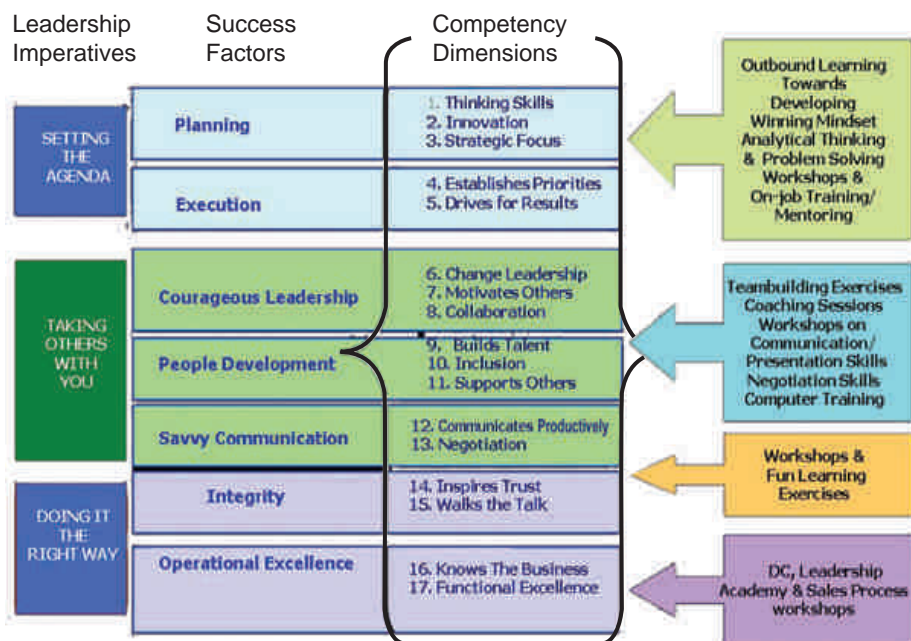 Leadership
Imperatives
Success
Factors
Competency
Dimensions
SETTING
THE
AGENDA
Planning
1. Thinking Skills
2. Innovation
3. Strategic Focus
Execution
4. Establishes Priorities
5. Drives for Results
Outbound Learning
Towards
Developing
Winning Mindset
Analytical Thinking
& Problem Solving
Workshops &
On-job Training/
Mentoring
TAKING
OTHERS
WITH
YOU
Courageous Leadership
6. Change Leadership
7. Motivates Others
8. Collaboration
People Development
9. Builds Talent
10. Inclusion
11. Supports Others
Savvy Communication
12. Communicates Productively
13. Negotiation
Teambuilding Exercises
Coaching Sessions
Workshops on
Communication/
Presentation Skills
Negotiation Skills
Computer Training
DOING IT
THE
RIGHT WAY
Integrity
14. Inspires Trust
15. Walks the Talk
Workshops &
Fun Learning
Exercises
Operational Excellence
16. Knows The Business
17. Functional Excellence
DC, Leadership
Academy & Sales Process
workshops